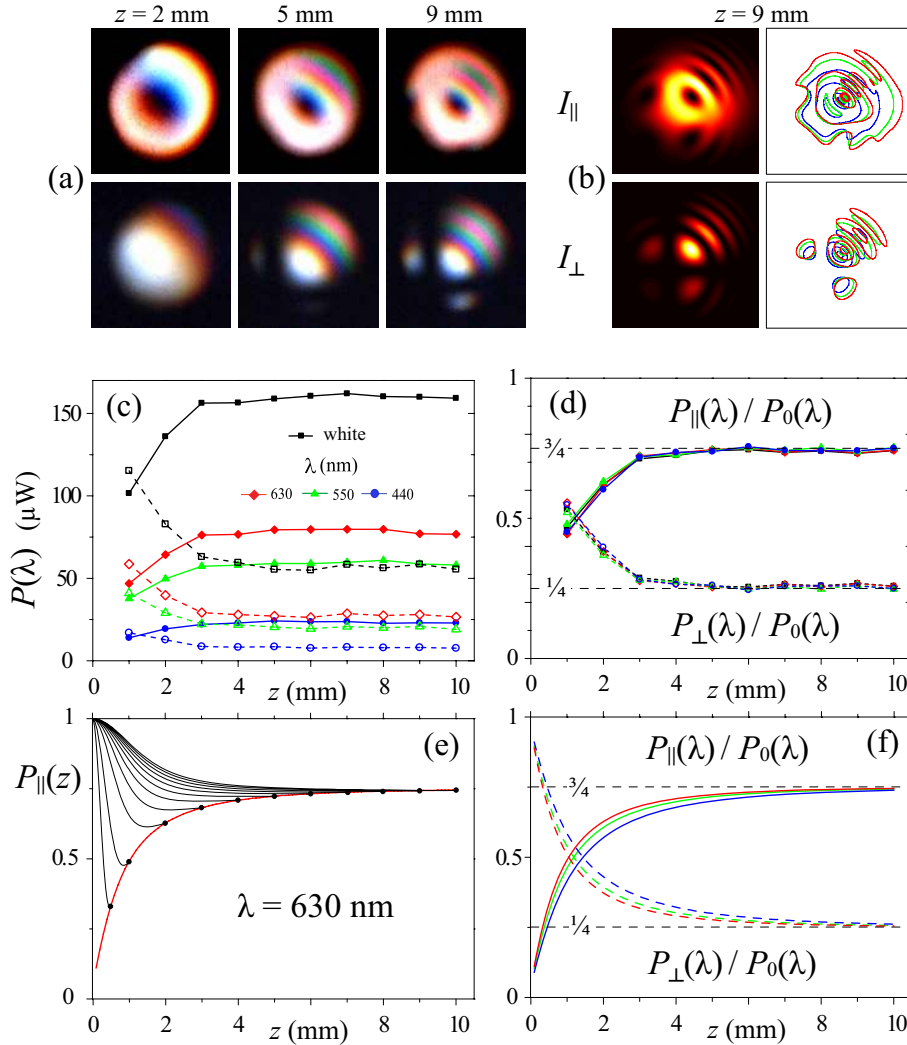 z = 2 mm 5 mm 9 mm z = 9 mm
(a) (b) I∥
I⊥
(c) (d)
150
100
50
0
P(λ) (μW)
white
λ (nm)
630 550 440
0 2 4 6 8 10
z (mm)
1
0.5
0
P∥(λ) / P0(λ)
3/4
1/4
P⊥(λ) / P0(λ)
0 2 4 6 8 10
z (mm)
(e) (f)
1
P∥(z)
0.5
0
λ = 630 nm
0 2 4 6 8 10
z (mm)
1
0.5
0
P∥(λ) / P0(λ)
3/4
1/4
P⊥(λ) / P0(λ)
0 2 4 6 8 10
z (mm)